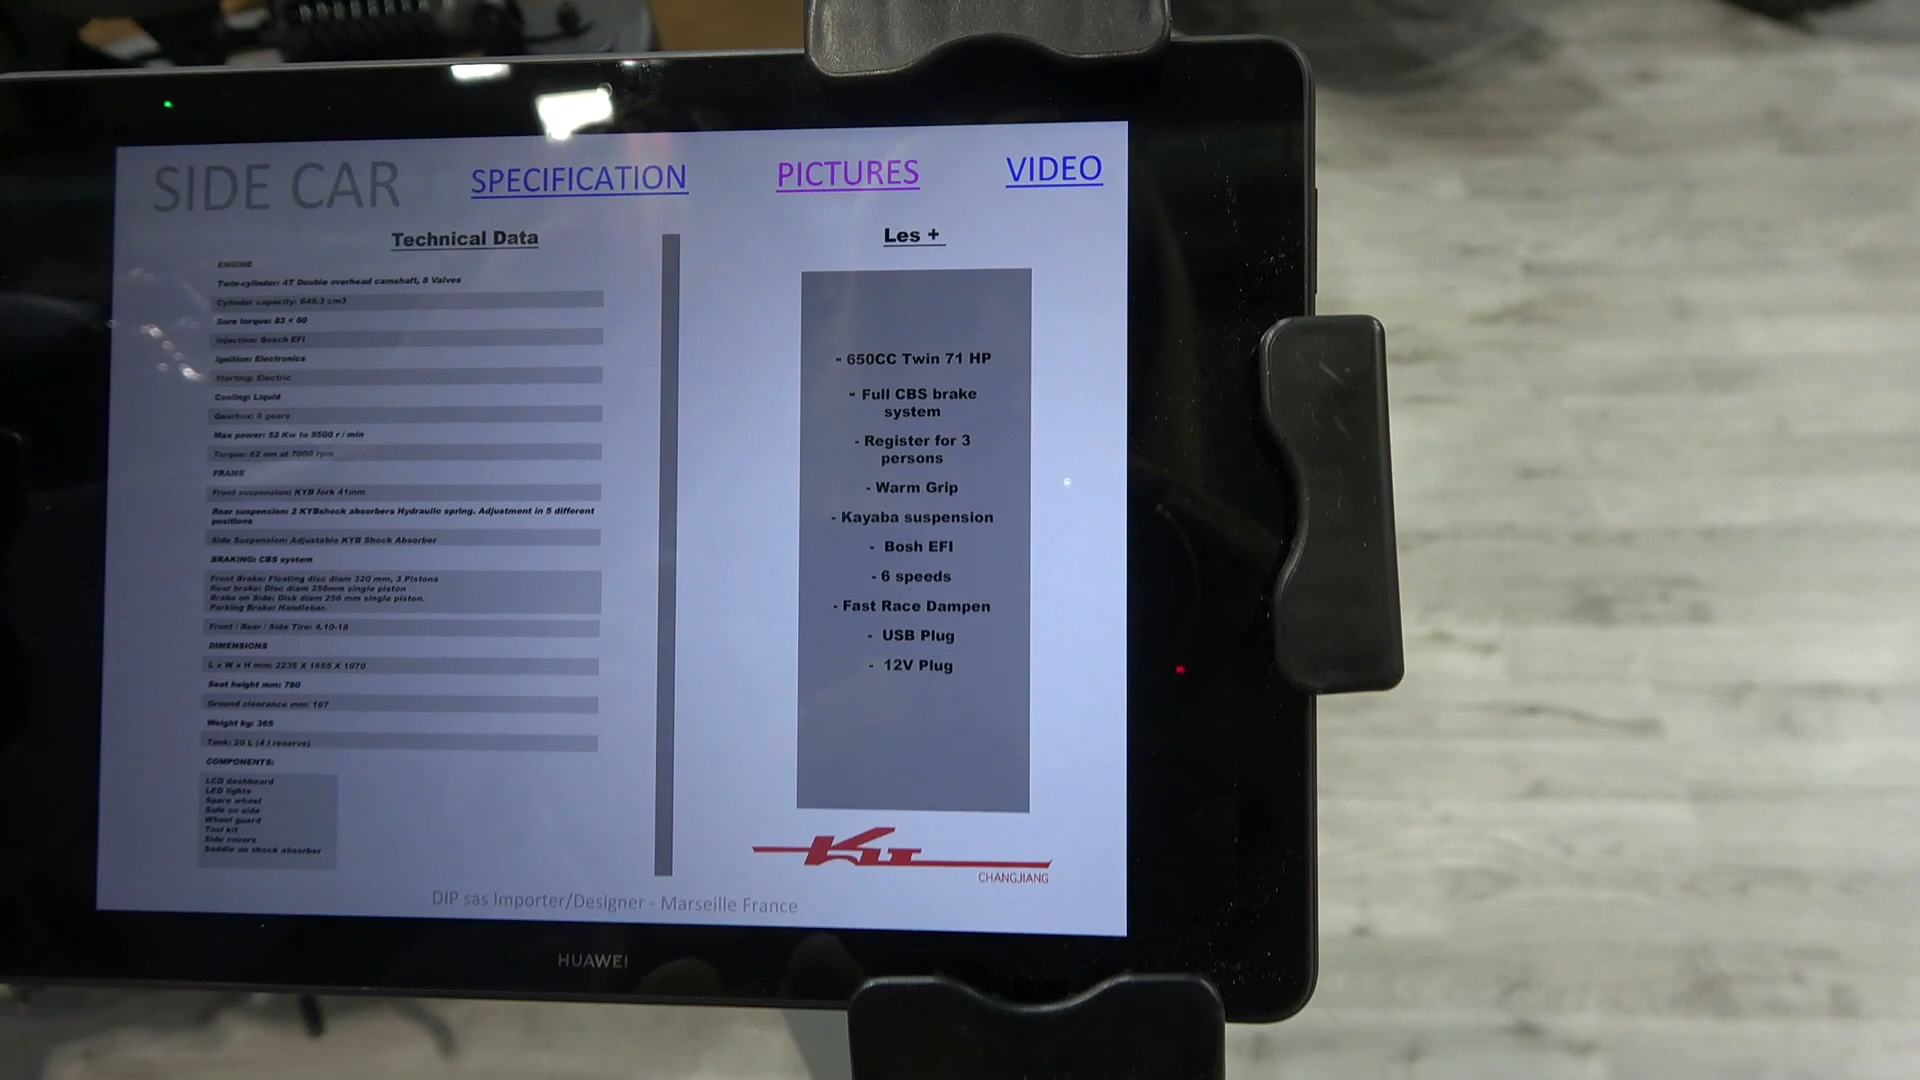 SIDE CAR
SPECIFICATION
PICTURES
VIDEO
Technical Data
ENGINE
Twin-cylinder: 4T Double overhead camshaft, 8 Valves
Cylinder capacity: 649.3 cm3
Bore torque: 83 × 60
Injection: Bosch EFI
Ignition: Electronics
Starting: Electric
Cooling: Liquid
Gearbox: 6 gears
Max power: 52 Kw to 8500 r / min
Torque: 62 nm at 7000 rpm
FRAME
Front suspension: KYB fork 41mm
Rear suspension: 2 KYBshock absorbers Hydraulic spring. Adjustment in 5 different
positions
Side Suspension: Adjustable KYB Shock Absorber
BRAKING: CBS system
Front Brake: Floating disc diam 320 mm, 3 Pistons
Rear brake: Disc diam 256mm single piston
Brake on Side: Disk diam 256 mm single piston.
Parking Brake: Handlebar.
Front / Rear / Side Tire: 4.10-18
DIMENSIONS
L x W x H mm: 2235 X 1655 X 1070
Seat height mm: 780
Ground clearance mm: 167
Weight kg: 365
Tank: 20 L (4 l reserve)
COMPONENTS:
LCD dashboard
LED lights
Spare wheel
Safe on side
Wheel guard
Tool kit
Side covers
Saddle on shock absorber
Les +
- 650CC Twin 71 HP
- Full CBS brake
system
- Register for 3
persons
- Warm Grip
- Kayaba suspension
- Bosh EFI
- 6 speeds
- Fast Race Dampen
- USB Plug
- 12V Plug
CHANGJIANG
DIP sas Importer/Designer - Marseille France
HUAWEI